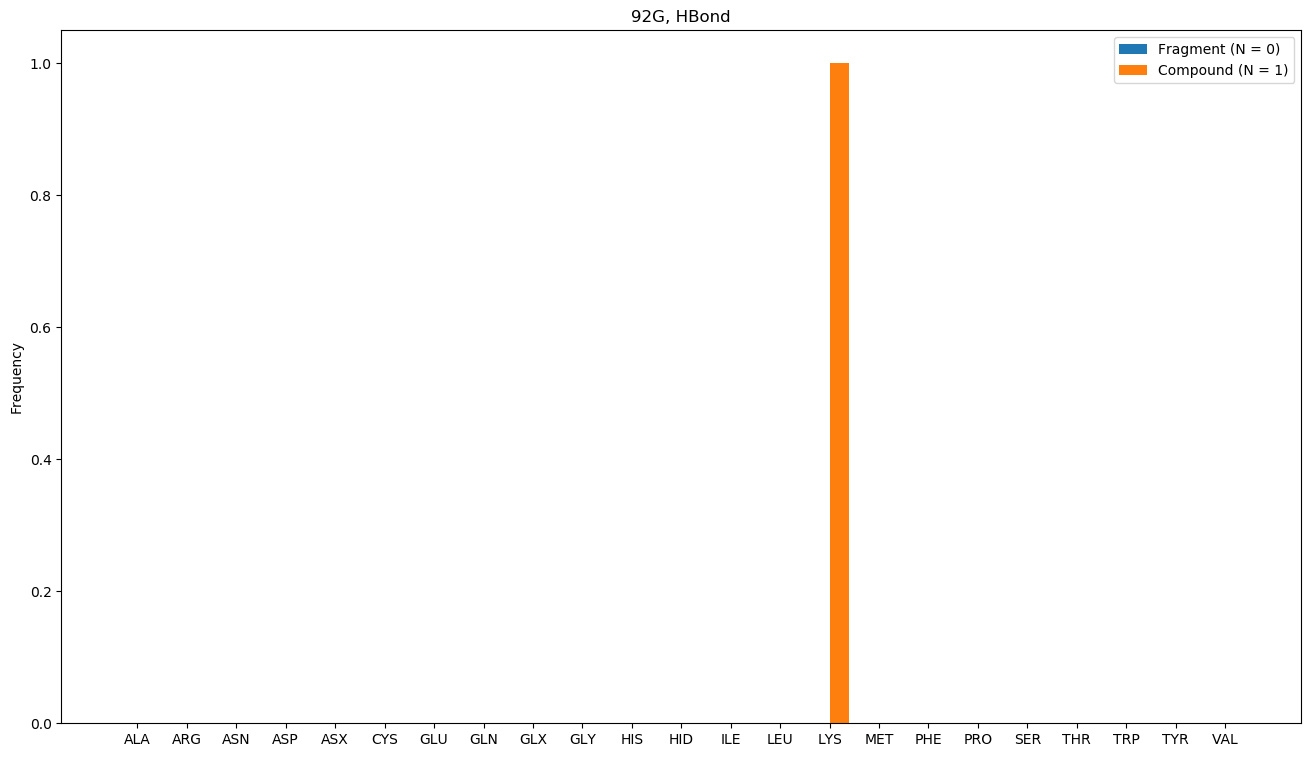 92G, HBond
Fragment (N = 0)
Compound (N = 1)
Frequency
1.0
0.8
0.6
0.4
0.2
0.0
ALA ARG ASN ASP ASX CYS GLU GLN GLX GLY HIS HID ILE LEU LYS MET PHE PRO SER THR TRP TYR VAL